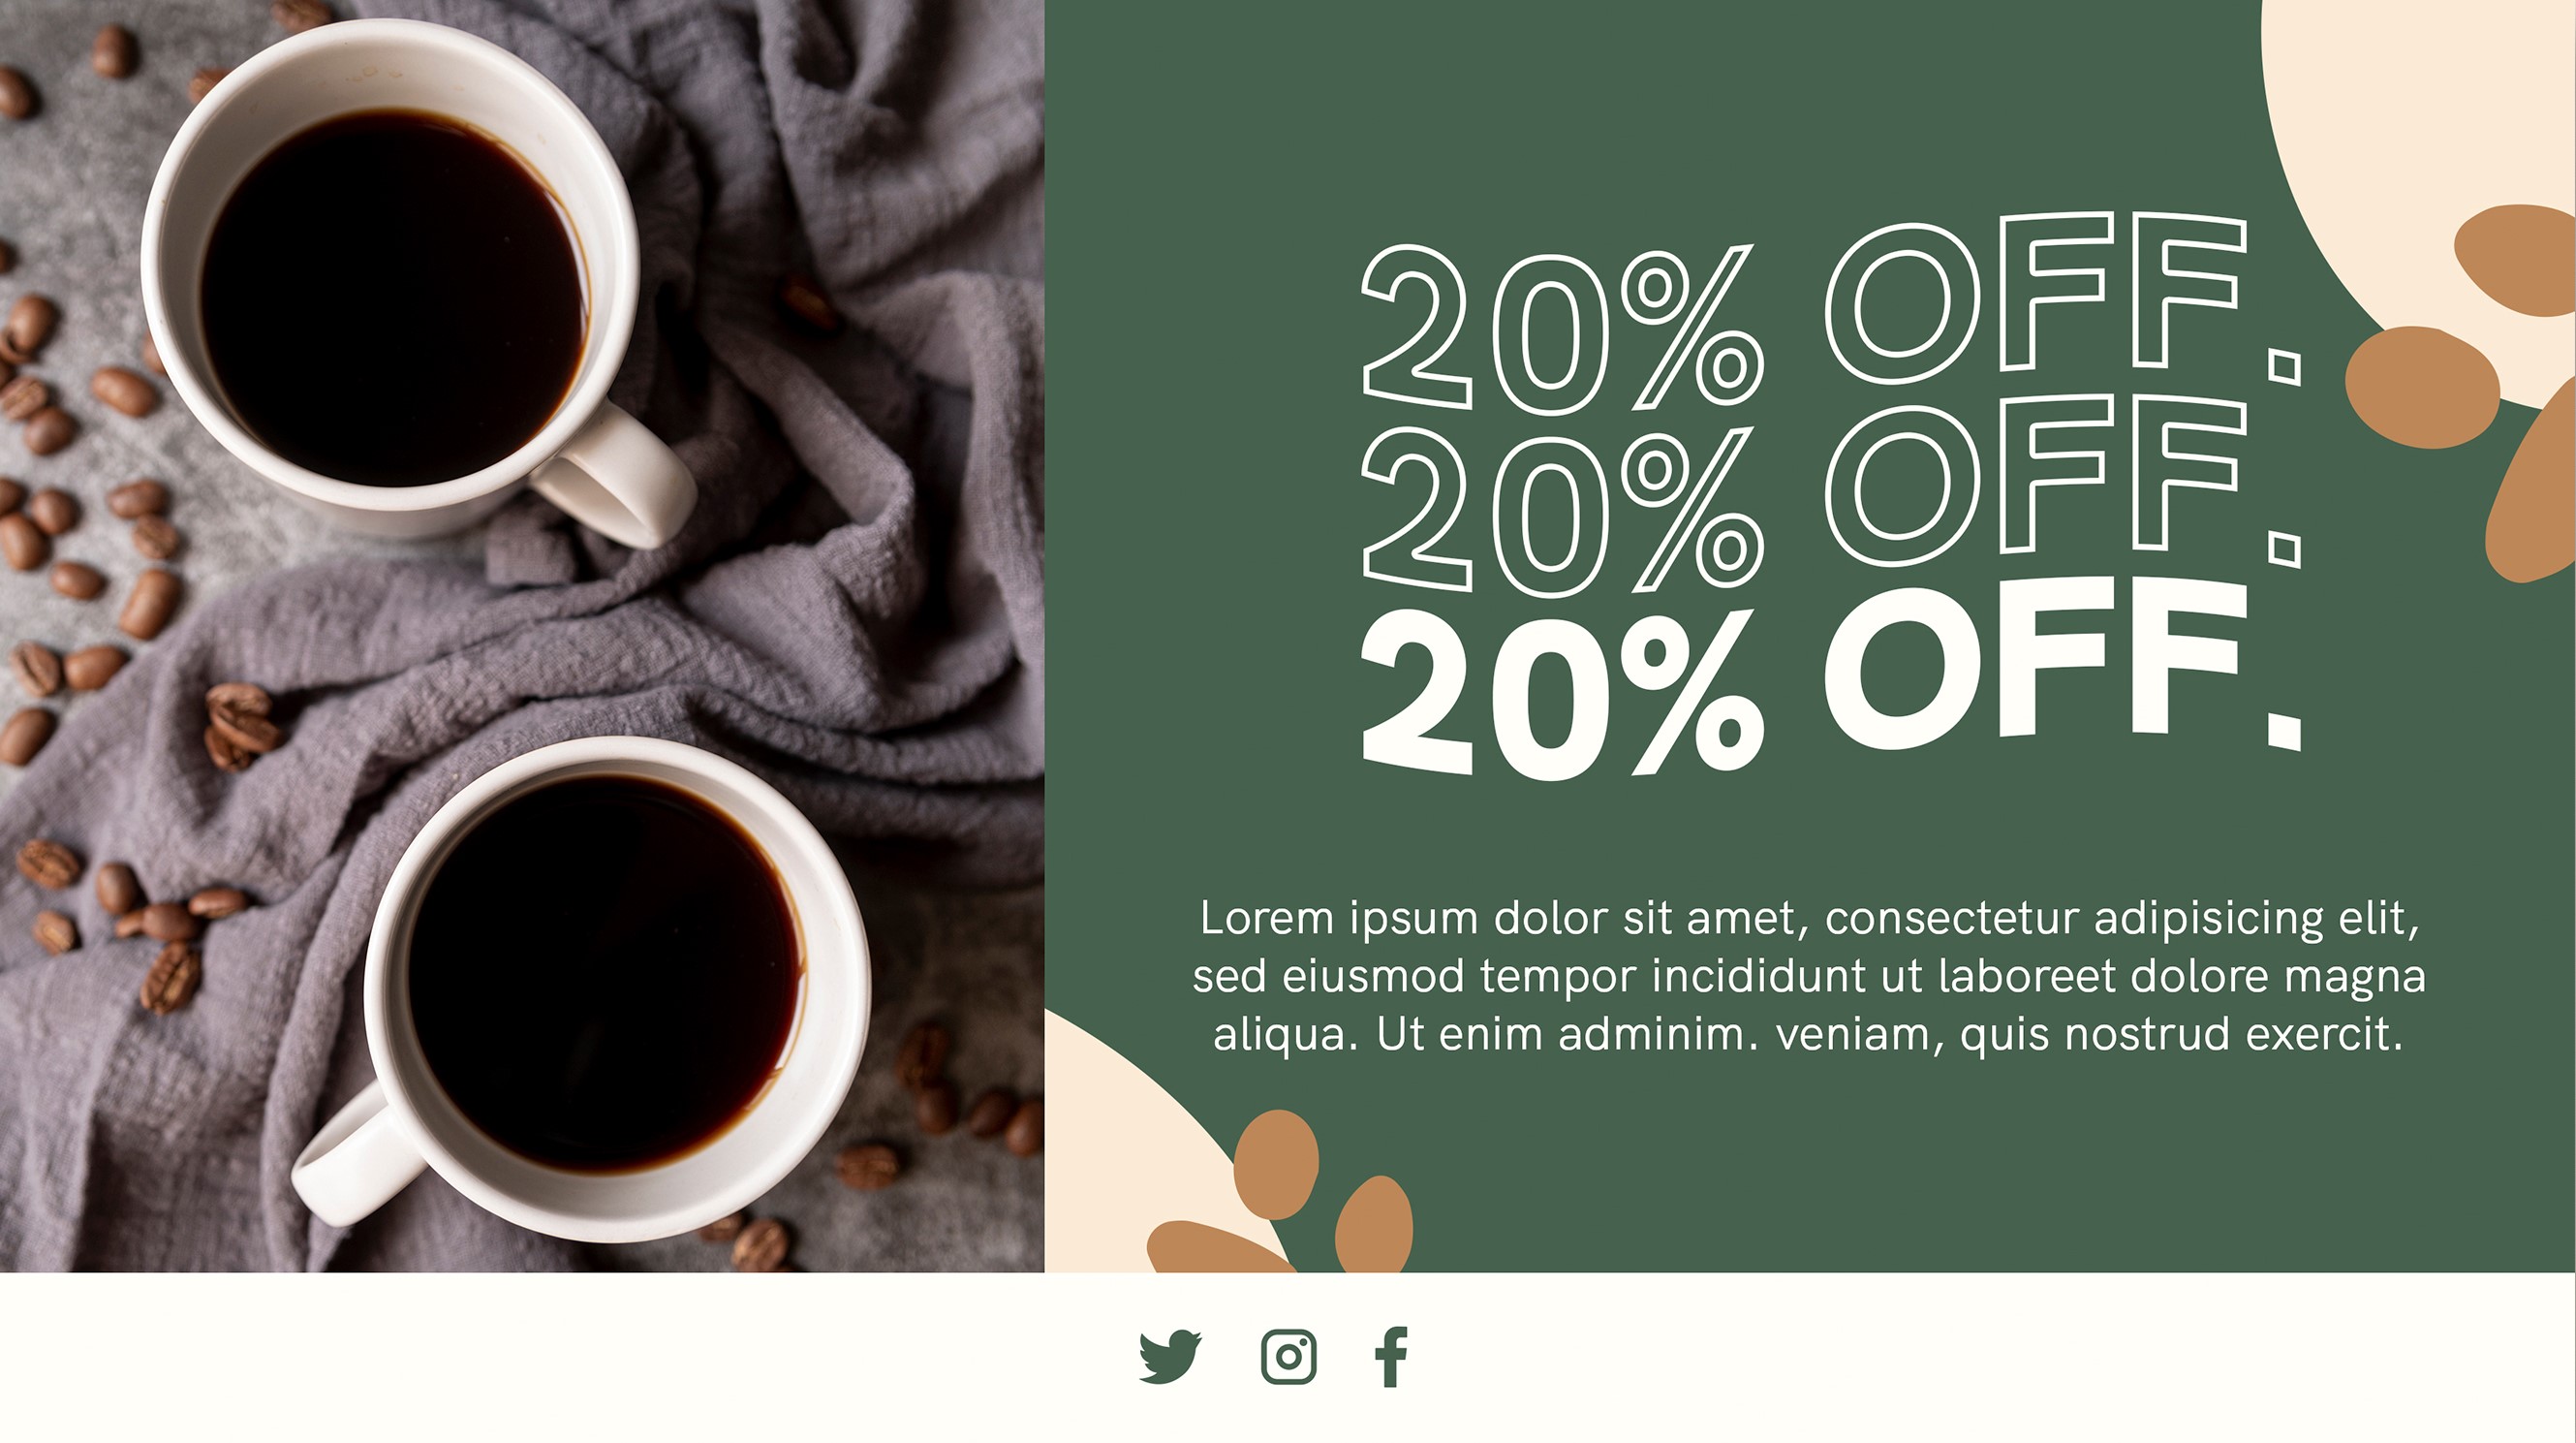 20% OFF.
20% OFF.
20% OFF.
Lorem ipsum dolor sit amet, consectetur adipisicing elit,
sed eiusmod tempor incididunt ut laboreet dolore magna
aliqua. Ut enim adminim. veniam, quis nostrud exercit.